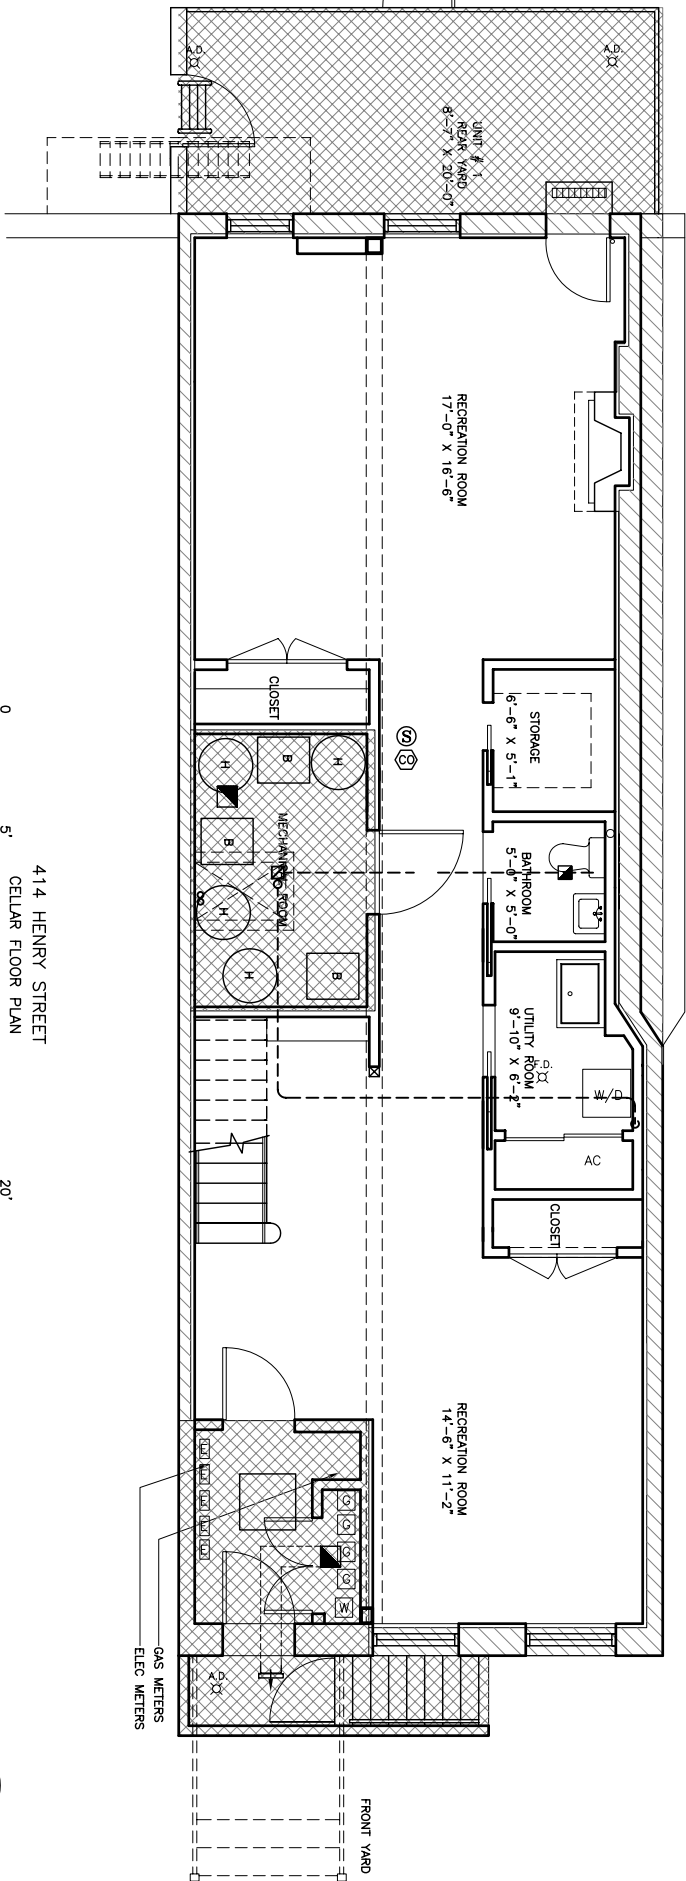 A.D.
A.D.
UNIT # 1
REAR YARD
8'-7" X 20'-0"
RECREATION ROOM
17'-0" X 16'-6"
CLOSET
STORAGE
6'-6" X 5'-1"
S
CO
H
B
H
MECHANICAL ROOM
B
H
H
B
BATHROOM
5'-0" X 5'-0"
UTILITY ROOM
9'-10" X 6'-2"
F.D.
W/D
AC
CLOSET
RECREATION ROOM
14'-6" X 11'-2"
E
E
E
E
E
G
G
G
G
W
GAS METERS
ELEC METERS
A.D.
FRONT YARD
414 HENRY STREET
CELLAR FLOOR PLAN
0
5'
20'